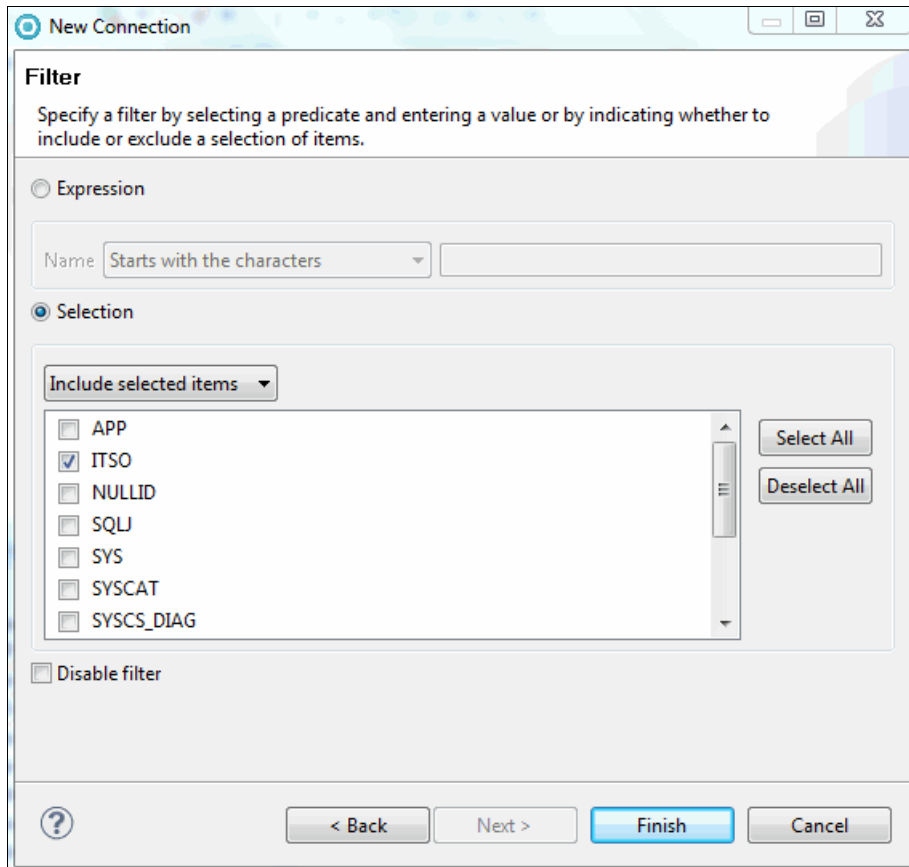 New Connection
Filter
Specify a filter by selecting a predicate and entering a value or by indicating whether to
include or exclude a selection of items.
Expression
Name Starts with the characters
Selection
Include selected items
APP
ITSO
NULLID
SQLJ
SYS
SYSCAT
SYSCS_DIAG
Select All
Deselect All
Disable filter
?
< Back Next > Finish Cancel